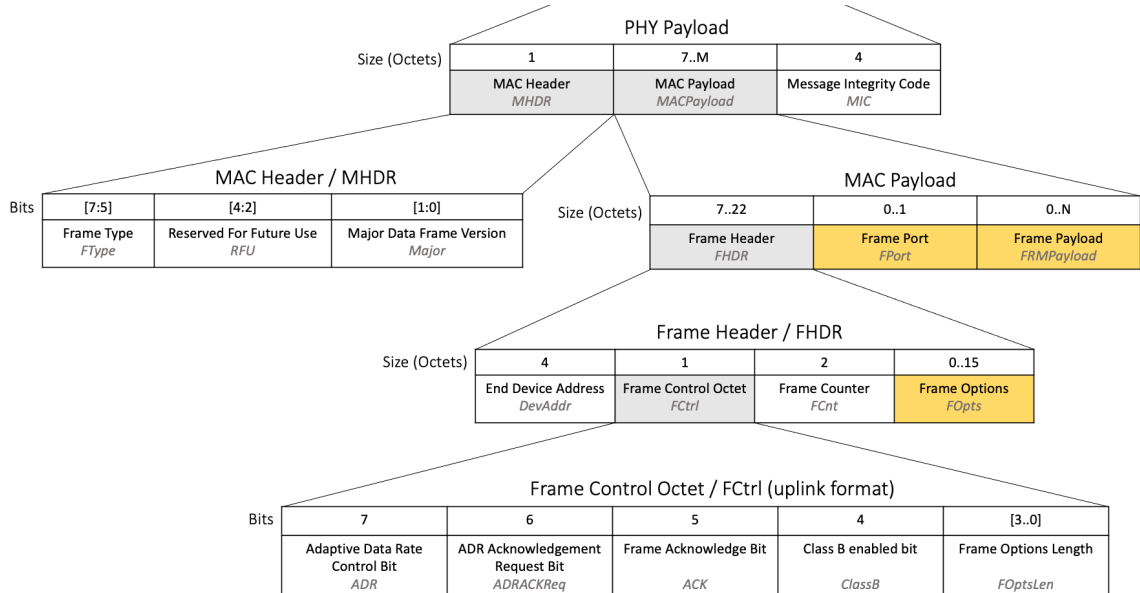 PHY Payload
Size (Octets) 1 7..M 4
MAC Header MAC Payload Message Integrity Code
MHDR MACPayload MIC
MAC Header / MHDR
Bits [7:5] [4:2] [1:0]
Frame Type Reserved For Future Use Major Data Frame Version
FType RFU Major
MAC Payload
Size (Octets) 7..22 0..1 0..N
Frame Header Frame Port Frame Payload
FHDR FPort FRMPayload
Frame Header / FHDR
Size (Octets) 4 1 2 0..15
End Device Address Frame Control Octet Frame Counter Frame Options
DevAddr FCtrl FCnt FOpts
Frame Control Octet / FCtrl (uplink format)
Bits 7 6 5 4 [3..0]
Adaptive Data Rate ADR Acknowledgement Frame Acknowledge Bit Class B enabled bit Frame Options Length
Control Bit Request Bit
ADR ADRACKReq ACK ClassB FOptsLen